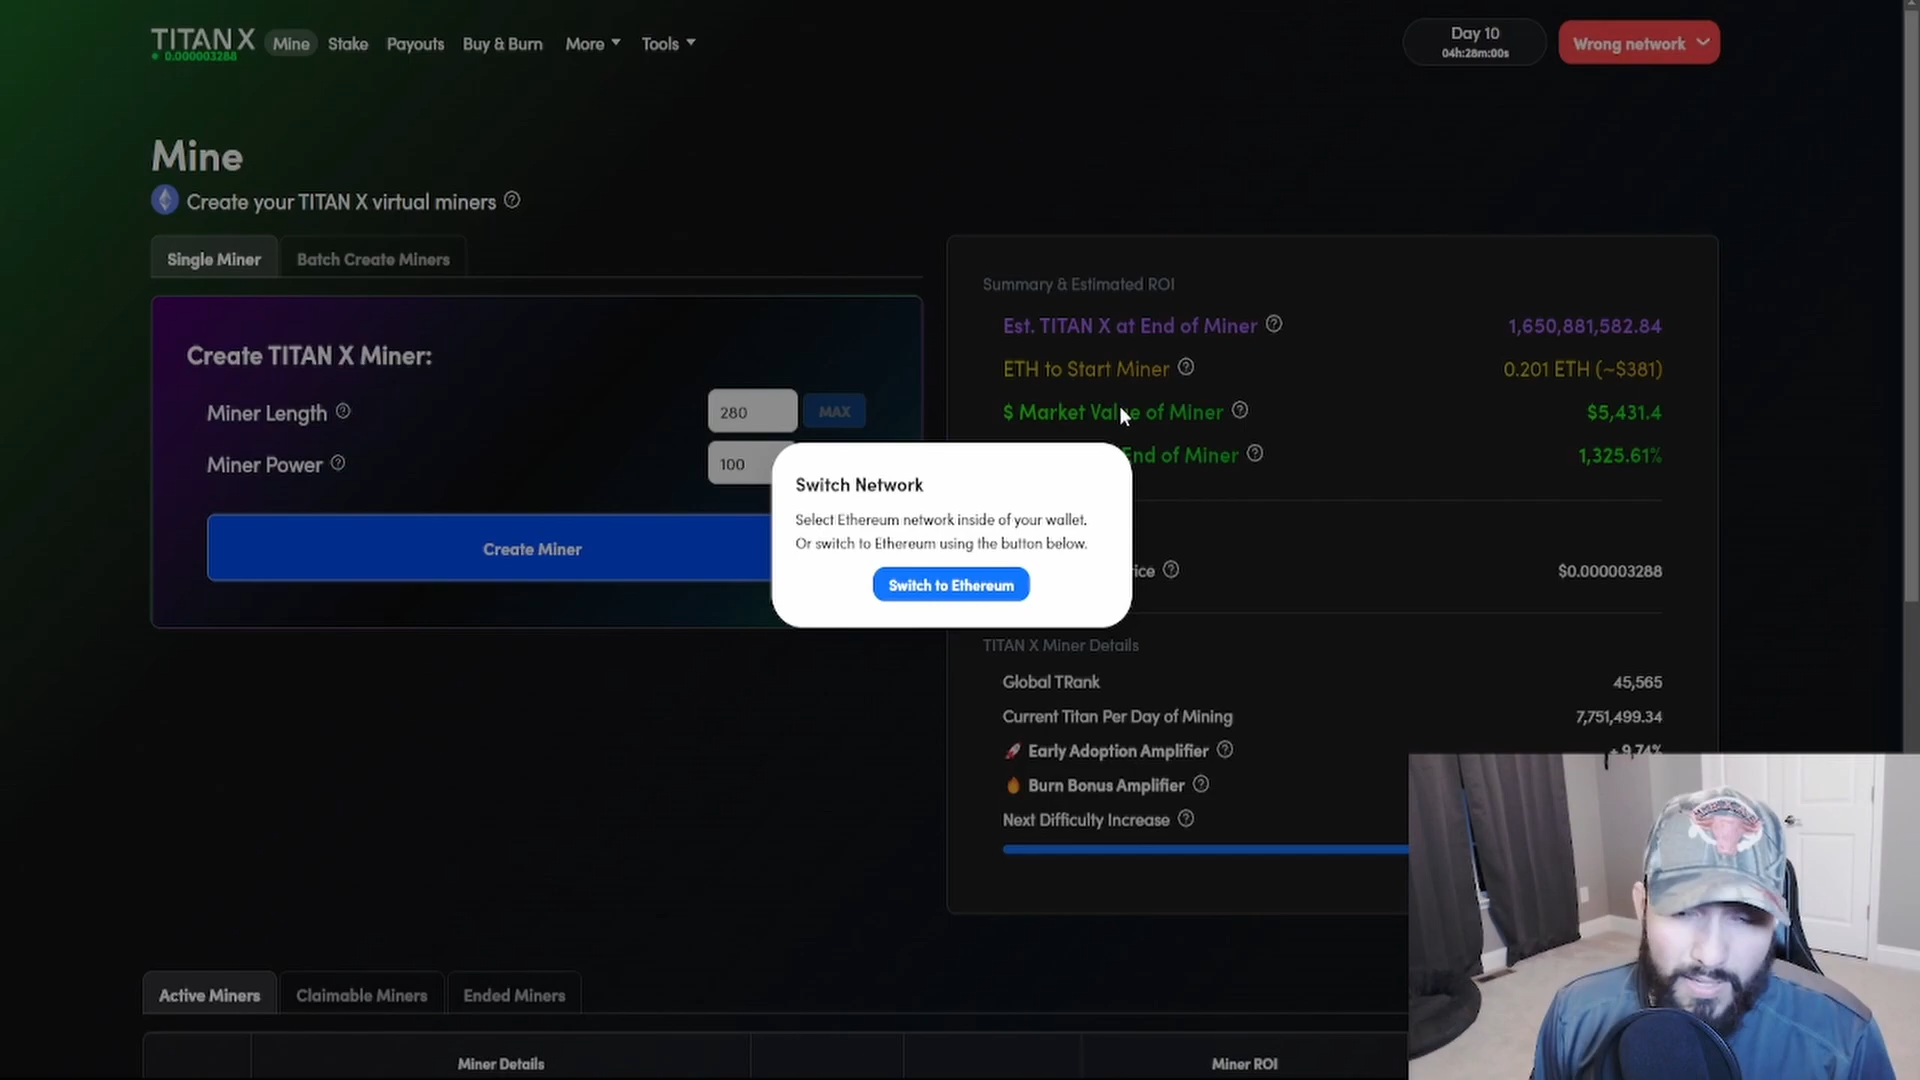 TITAN X
0.000003288
Mine
Stake
Payouts
Buy & Burn
More
Tools
Day 10
04h:28m:00s
Wrong network
Mine
Create your TITAN X virtual miners
Single Miner
Batch Create Miners
Create TITAN X Miner:
Miner Length
280
MAX
Miner Power
100
Create Miner
Summary & Estimated ROI
Est. TITAN X at End of Miner
1,650,881,582.84
ETH to Start Miner
0.201 ETH (~$381)
$ Market Value of Miner
$5,431.4
End of Miner
1,325.61%
Switch Network
Select Ethereum network inside of your wallet.
Or switch to Ethereum using the button below.
Switch to Ethereum
$0.000003288
TITAN X Miner Details
Global TRank
45,565
Current Titan Per Day of Mining
7,751,499.34
Early Adoption Amplifier
+ 9.74%
Burn Bonus Amplifier
Next Difficulty Increase
Active Miners
Claimable Miners
Ended Miners
Miner Details
Miner ROI